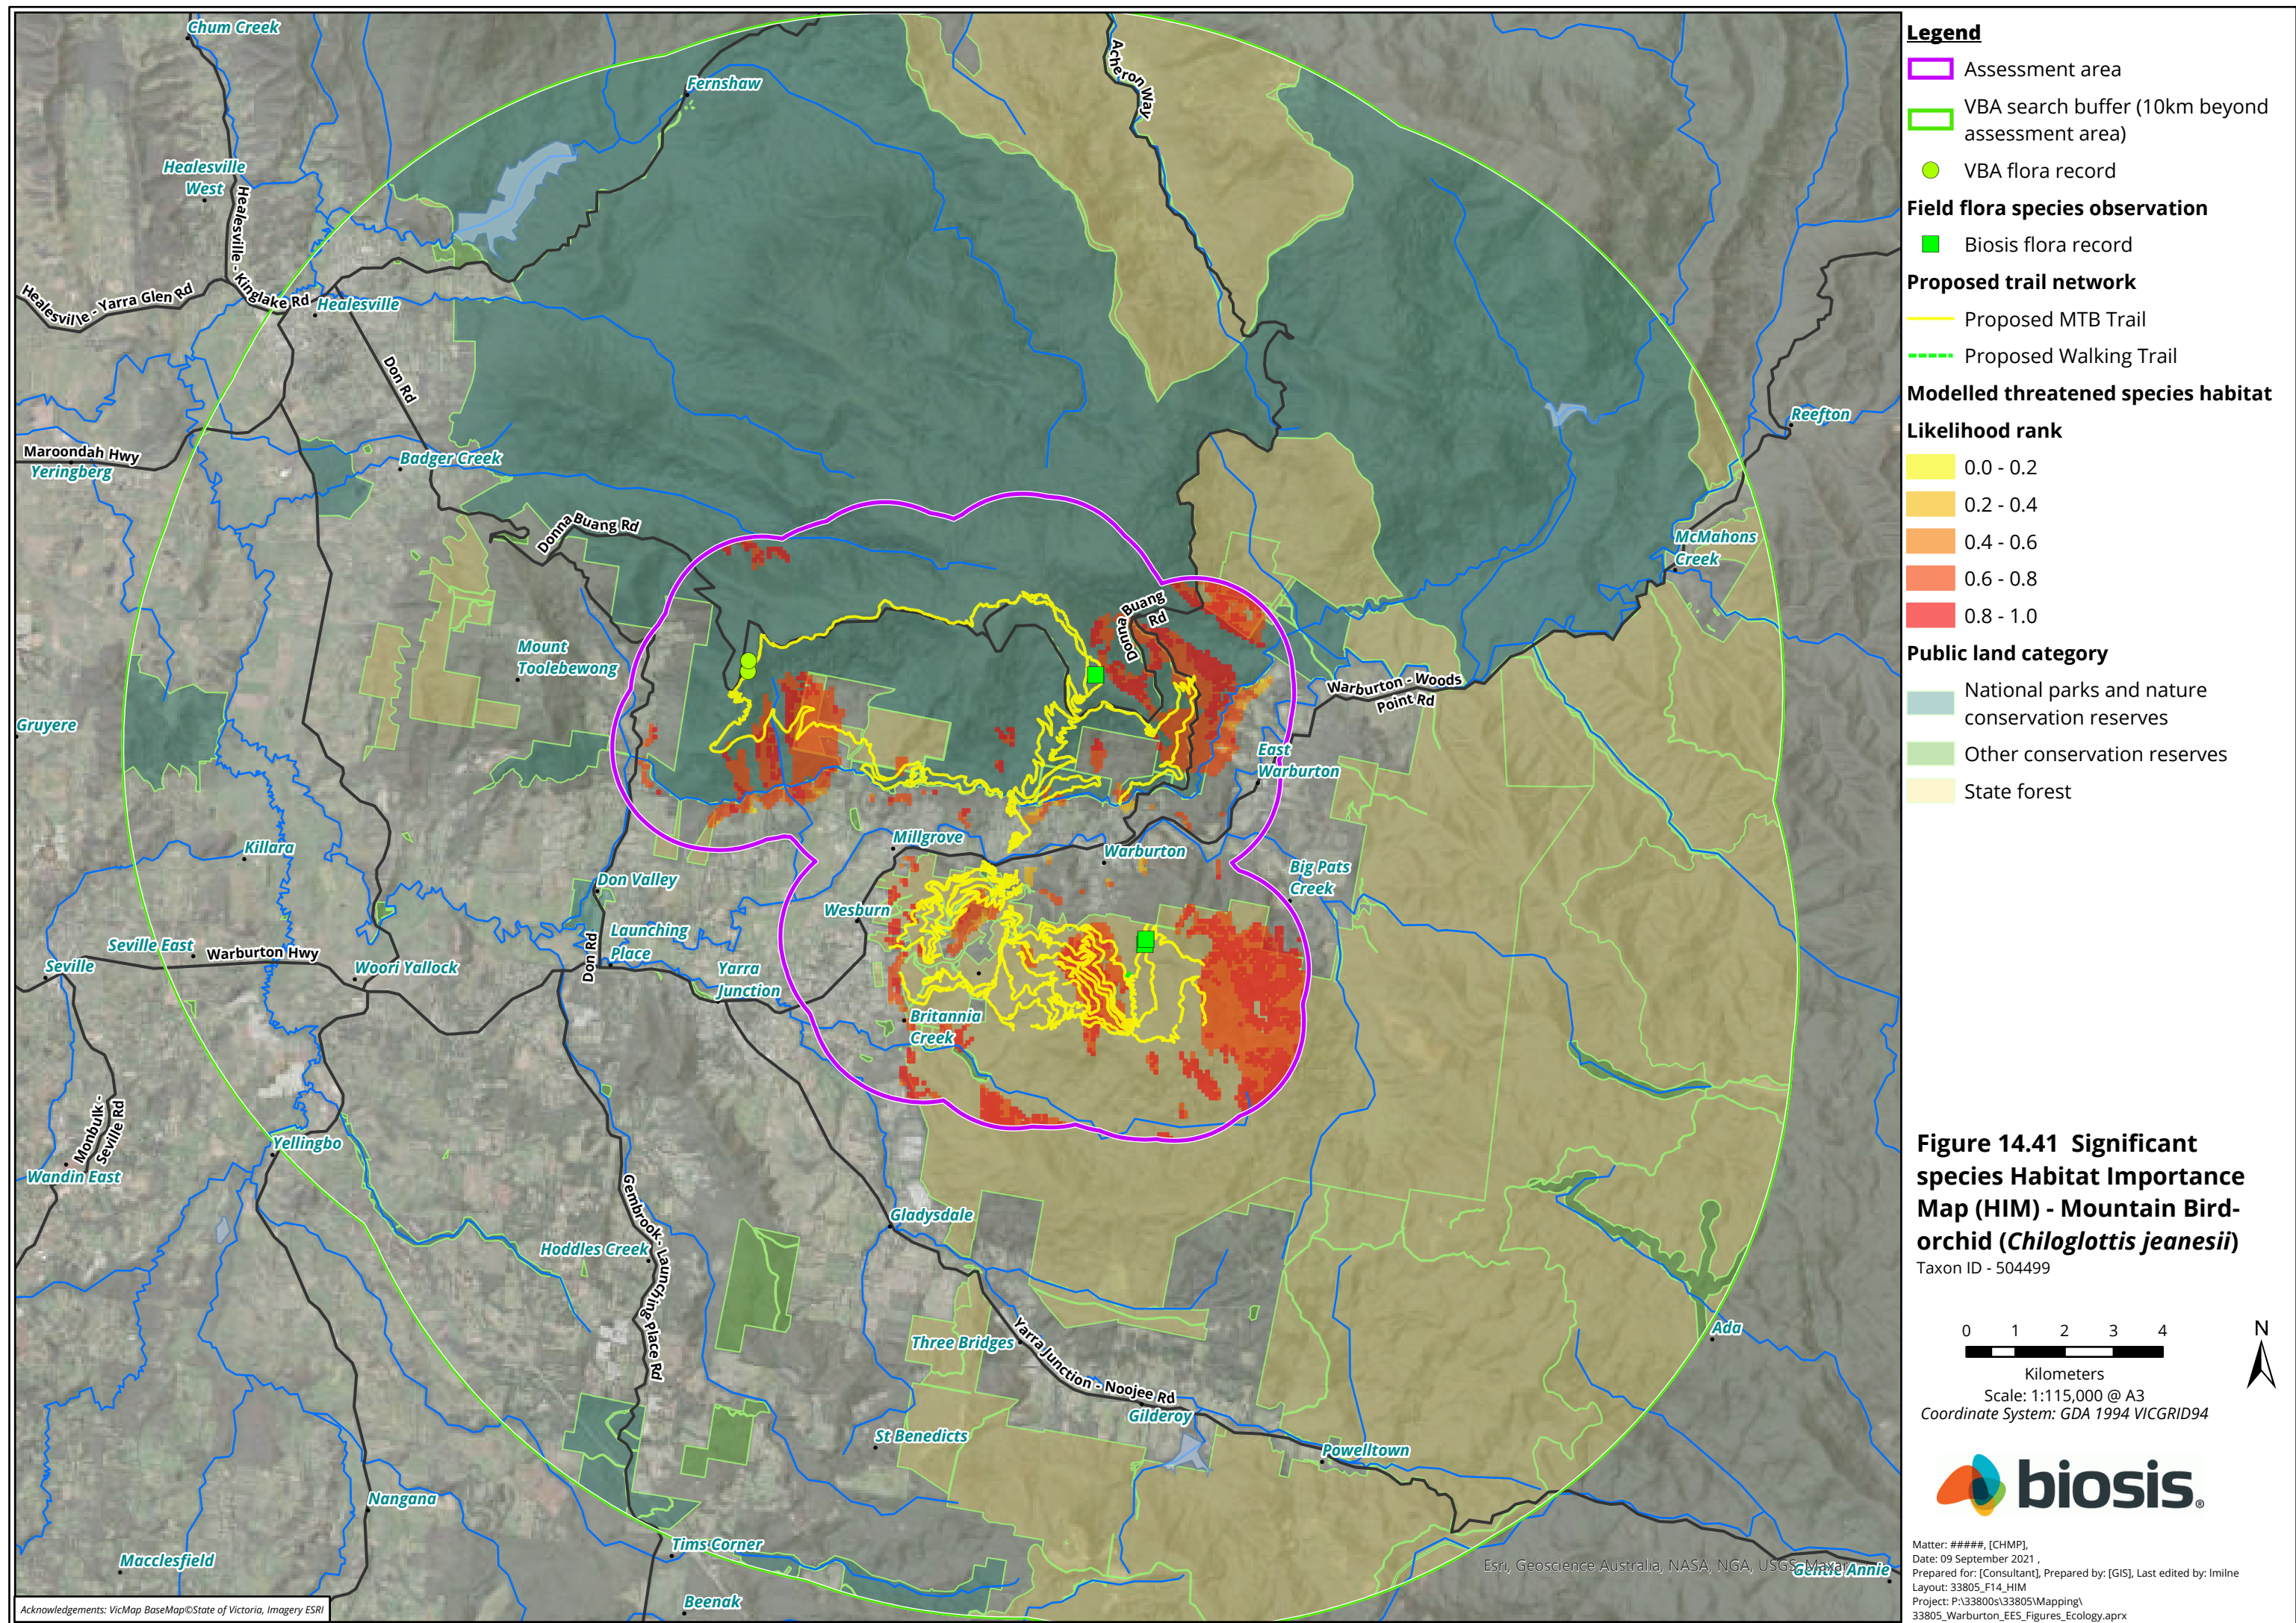 Chum Creek
Fernshaw
Acheron Way
Healesville
West
Healesville - Kinglake Rd
Healesville - Yarra Glen Rd
Healesville
Don Rd
Maroondah Hwy
Yeringberg
Badger Creek
Reefton
Donna Buang Rd
McMahons
Creek
Donna Buang
Rd
Mount
Toolebewong
Warburton - Woods
Point Rd
Gruyere
East
Warburton
Killara
Millgrove
Warburton
Big Pats
Creek
Don Valley
Wesburn
Launching
Place
Don Rd
Seville East
Warburton Hwy
Seville
Woori Yallock
Yarra
Junction
Britannia
Creek
Monbulk -
Seville Rd
Yellingbo
Wandin East
Gembrook - Launching Place Rd
Gladysdale
Hoddles Creek
Three Bridges
Yarra Junction - Noojee Rd
Ada
Gilderoy
St Benedicts
Powelltown
Nangana
Tims Corner
Macclesfield
Beenak
Gentle Annie
Esri, Geoscience Australia, NASA, NGA, USGS, Maxar
Acknowledgements: VicMap BaseMap©State of Victoria, Imagery ESRI
Legend
Assessment area
VBA search buffer (10km beyond
assessment area)
VBA flora record
Field flora species observation
Biosis flora record
Proposed trail network
Proposed MTB Trail
Proposed Walking Trail
Modelled threatened species habitat
Likelihood rank
0.0 - 0.2
0.2 - 0.4
0.4 - 0.6
0.6 - 0.8
0.8 - 1.0
Public land category
National parks and nature
conservation reserves
Other conservation reserves
State forest
Figure 14.41 Significant
species Habitat Importance
Map (HIM) - Mountain Bird-
orchid (Chiloglottis jeanesii)
Taxon ID - 504499
0 1 2 3 4
N
Kilometers
Scale: 1:115,000 @ A3
Coordinate System: GDA 1994 VICGRID94
biosis®
Matter: #####, [CHMP],
Date: 09 September 2021 ,
Prepared for: [Consultant], Prepared by: [GIS], Last edited by: lmilne
Layout: 33805_F14_HIM
Project: P:\33800s\33805\Mapping\
33805_Warburton_EES_Figures_Ecology.aprx